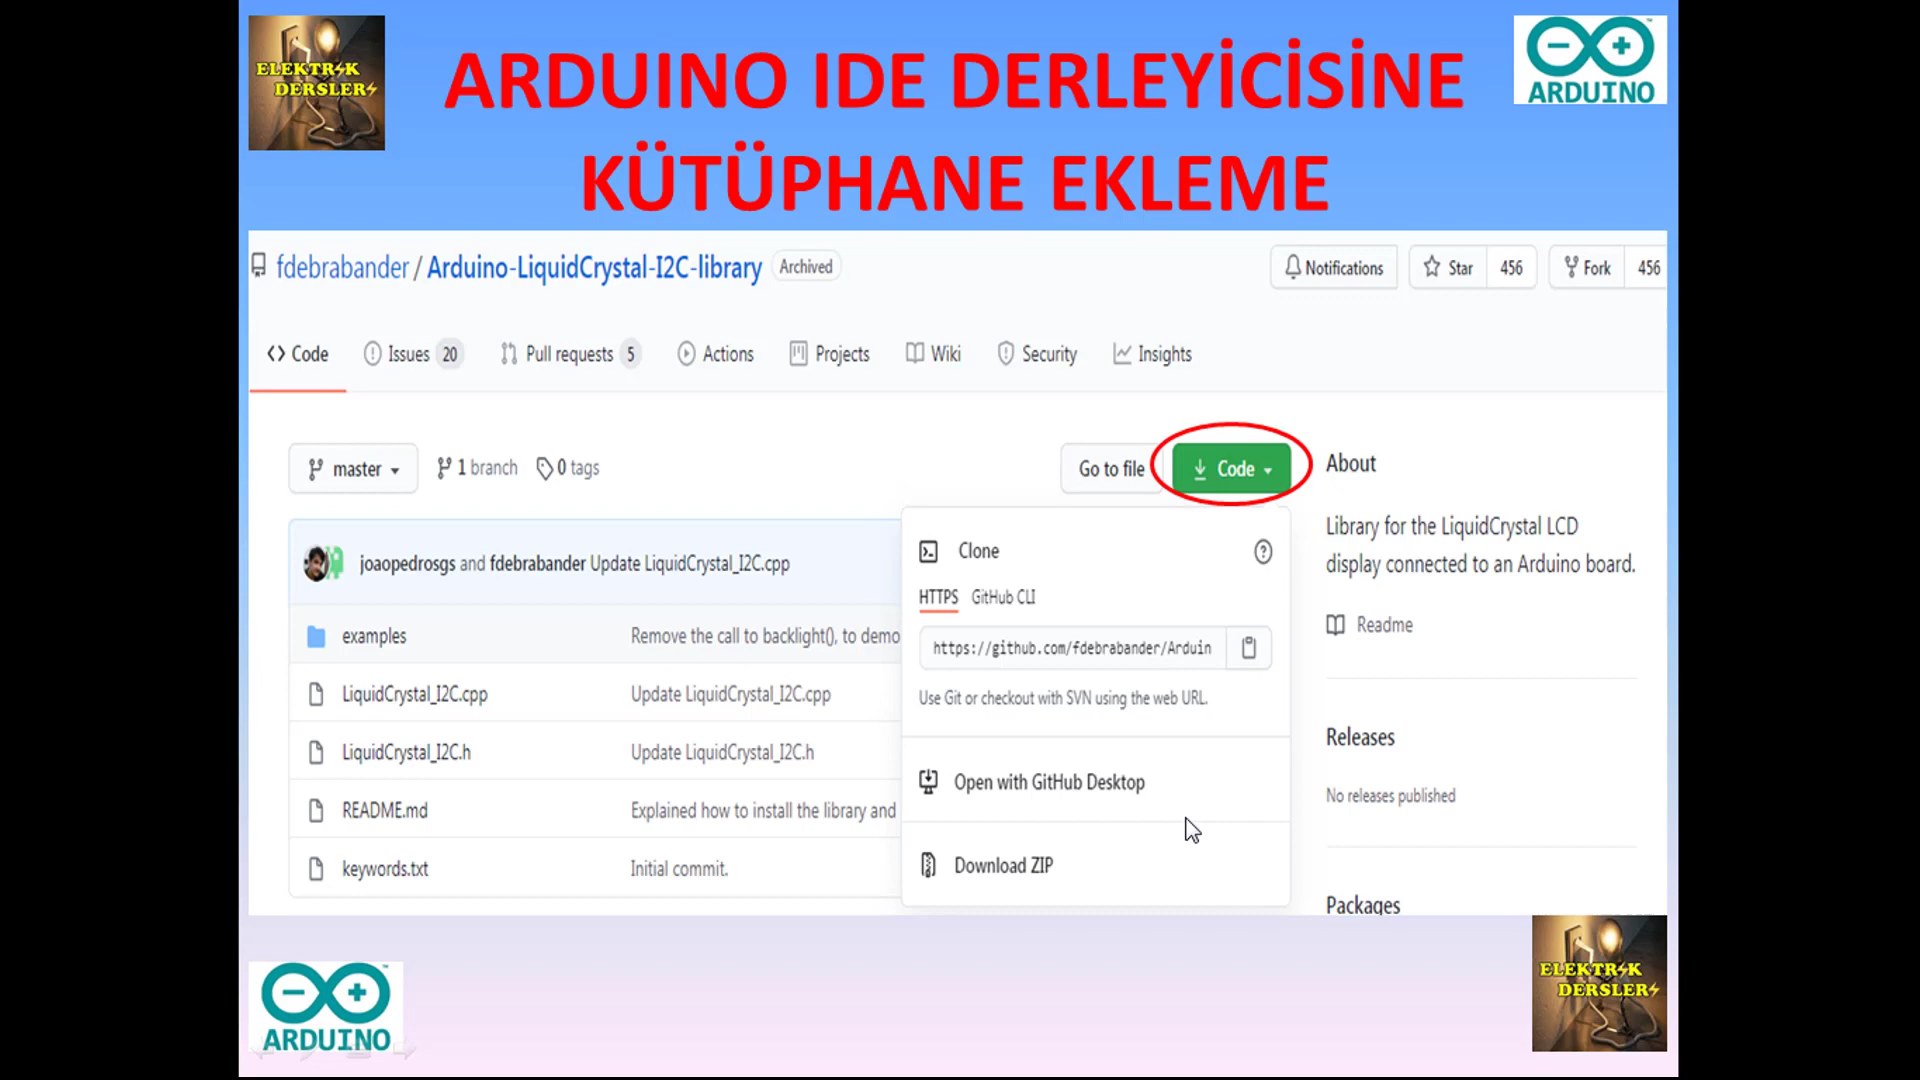 ELEKTR⚡K
DERSLER⚡
ARDUINO IDE DERLEYİCİSİNE
KÜTÜPHANE EKLEME
ARDUINO
fdebrabander / Arduino-LiquidCrystal-I2C-library Archived
Notifications Star 456 Fork 456
Code Issues 20 Pull requests 5 Actions Projects Wiki Security Insights
master 1 branch 0 tags Go to file Code
joaopedrosgs and fdebrabander Update LiquidCrystal_I2C.cpp
examples Remove the call to backlight(), to demo
LiquidCrystal_I2C.cpp Update LiquidCrystal_I2C.cpp
LiquidCrystal_I2C.h Update LiquidCrystal_I2C.h
README.md Explained how to install the library and
keywords.txt Initial commit.
Clone
HTTPS GitHub CLI
https://github.com/fdebrabander/Arduin
Use Git or checkout with SVN using the web URL.
Open with GitHub Desktop
Download ZIP
About
Library for the LiquidCrystal LCD
display connected to an Arduino board.
Readme
Releases
No releases published
Packages
ARDUINO
ELEKTR⚡K
DERSLER⚡